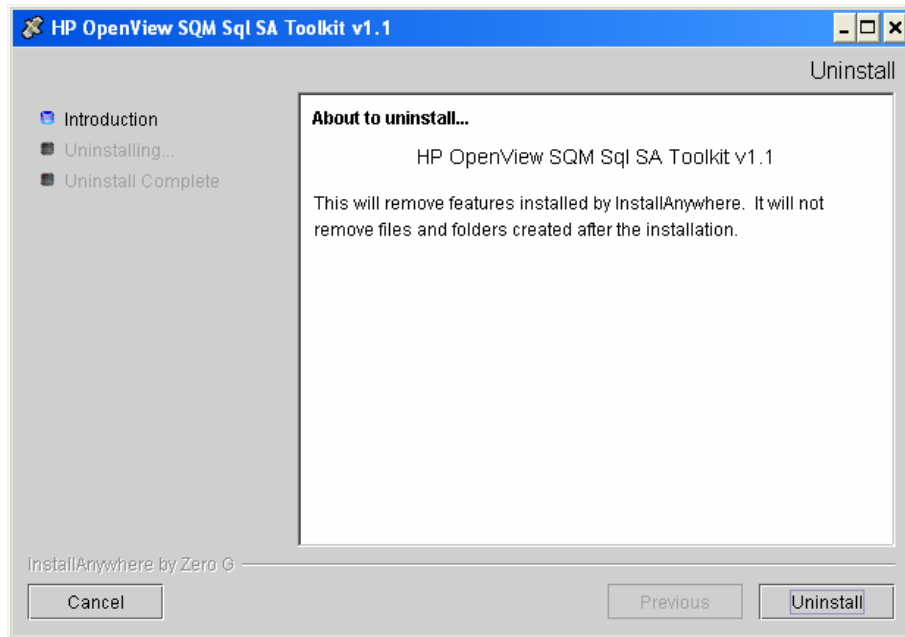 HP OpenView SQM Sql SA Toolkit v1.1
Uninstall
Introduction
Uninstalling...
Uninstall Complete
About to uninstall...
HP OpenView SQM Sql SA Toolkit v1.1
This will remove features installed by InstallAnywhere. It will not
remove files and folders created after the installation.
InstallAnywhere by Zero G
Cancel
Previous
Uninstall